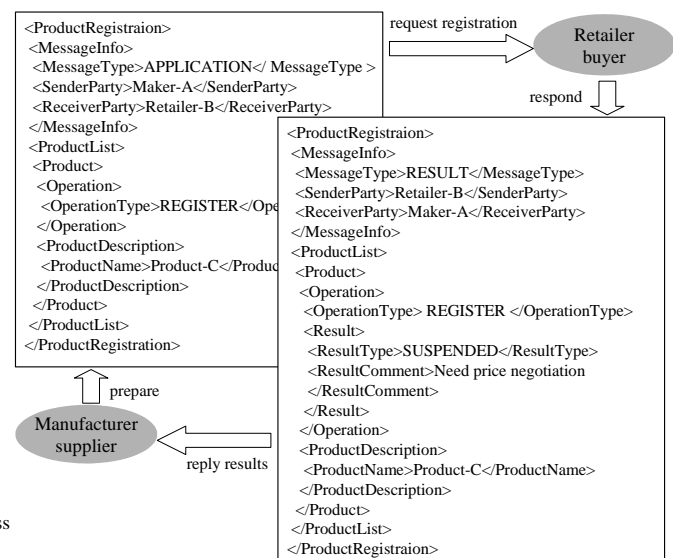 <ProductRegistraion>
<MessageInfo>
<MessageType>APPLICATION</ MessageType >
<SenderParty>Maker-A</SenderParty>
<ReceiverParty>Retailer-B</ReceiverParty>
</MessageInfo>
<ProductList>
<Product>
<Operation>
<OperationType>REGISTER</Ope
</Operation>
<ProductDescription>
<ProductName>Product-C</Produc
</ProductDescription>
</Product>
</ProductList>
</ProductRegistration>
request registration
Retailer
buyer
respond
<ProductRegistraion>
<MessageInfo>
<MessageType>RESULT</MessageType>
<SenderParty>Retailer-B</SenderParty>
<ReceiverParty>Maker-A</ReceiverParty>
</MessageInfo>
<ProductList>
<Product>
<Operation>
<OperationType> REGISTER </OperationType>
<Result>
<ResultType>SUSPENDED</ResultType>
<ResultComment>Need price negotiation
</ResultComment>
</Result>
</Operation>
<ProductDescription>
<ProductName>Product-C</ProductName>
</ProductDescription>
</Product>
</ProductList>
</ProductRegistraion>
prepare
Manufacturer
supplier
reply results
ss